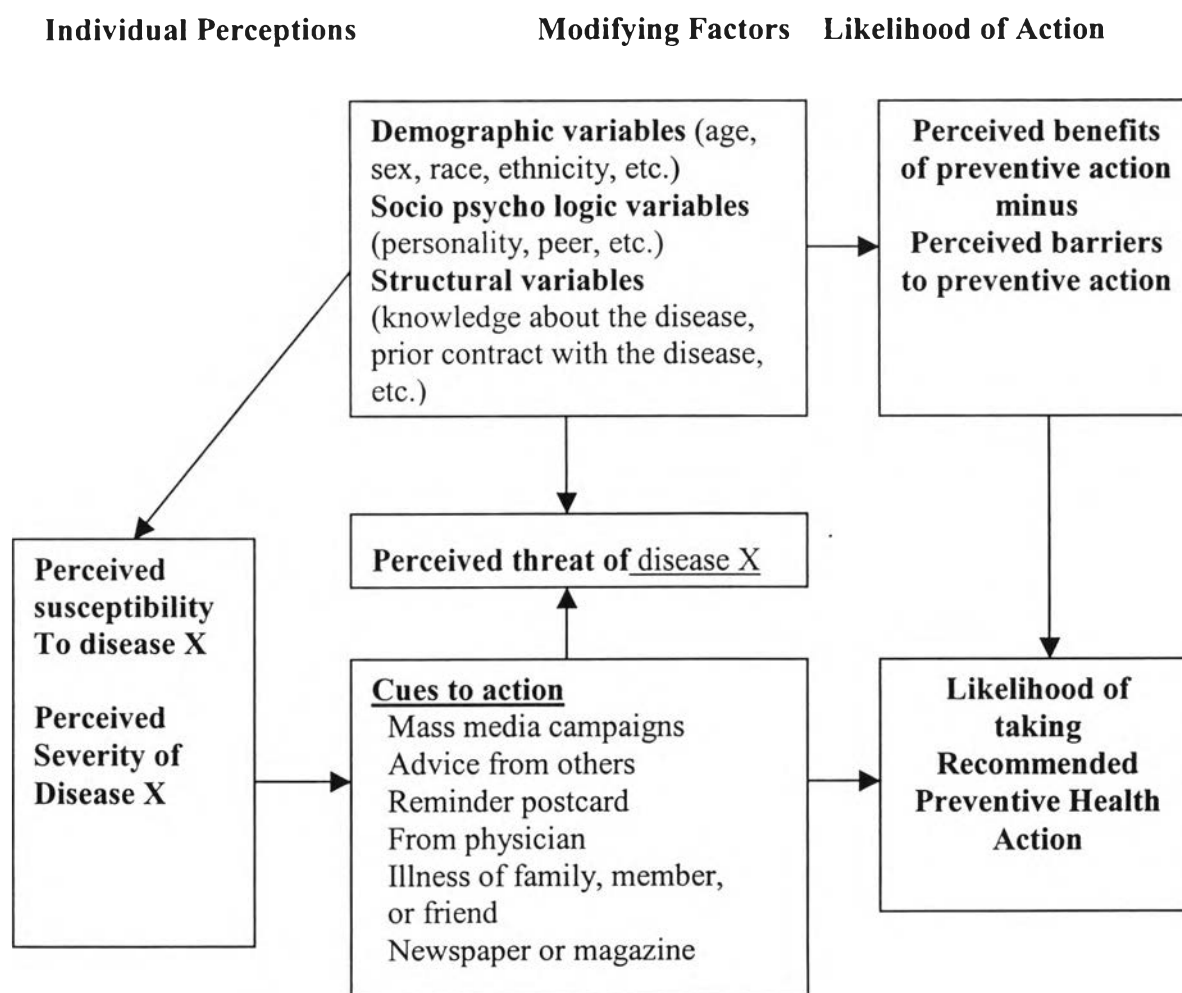 Individual Perceptions
Modifying Factors
Likelihood of Action
Demographic variables (age,
sex, race, ethnicity, etc.)
Socio psycho logic variables
(personality, peer, etc.)
Structural variables
(knowledge about the disease,
prior contract with the disease,
etc.)
Perceived benefits
of preventive action
minus
Perceived barriers
to preventive action
Perceived
susceptibility
To disease X
Perceived
Severity of
Disease X
Perceived threat of disease X
Cues to action
Mass media campaigns
Advice from others
Reminder postcard
From physician
Illness of family, member,
or friend
Newspaper or magazine
Likelihood of
taking
Recommended
Preventive Health
Action